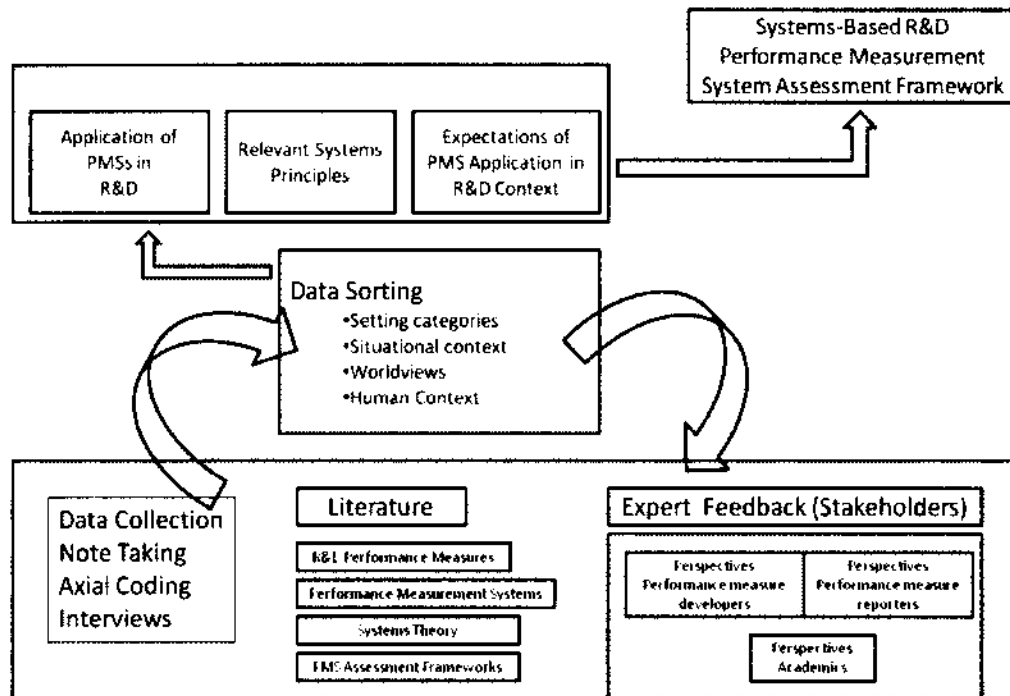 Systems-Based R&D
Performance Measurement
System Assessment Framework
Application of
PMSs in
R&D
Relevant Systems
Principles
Expectations of
PMS Application in
R&D Context
Data Sorting
•Setting categories
•Situational context
•Worldviews
•Human Context
Data Collection
Note Taking
Axial Coding
Interviews
Literature
Performance Measures
Performance Measurement Systems
Systems Theory
PMS Assessment Frameworks
Expert Feedback (Stakeholders)
Perspectives
Performance measure
developers
Perspectives
Performance measure
reporters
Perspectives
Academics